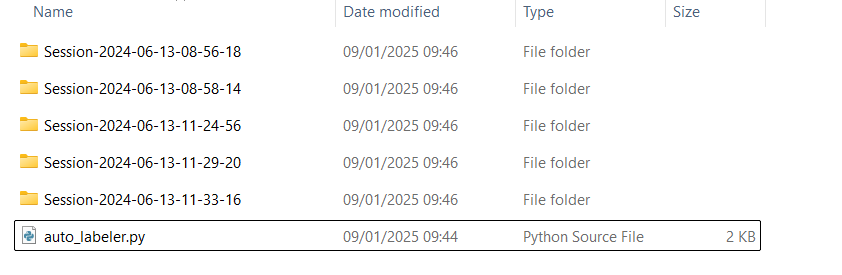 Name Date modified Type Size
Session-2024-06-13-08-56-18 09/01/2025 09:46 File folder
Session-2024-06-13-08-58-14 09/01/2025 09:46 File folder
Session-2024-06-13-11-24-56 09/01/2025 09:46 File folder
Session-2024-06-13-11-29-20 09/01/2025 09:46 File folder
Session-2024-06-13-11-33-16 09/01/2025 09:46 File folder
auto_labeler.py 09/01/2025 09:44 Python Source File 2 KB